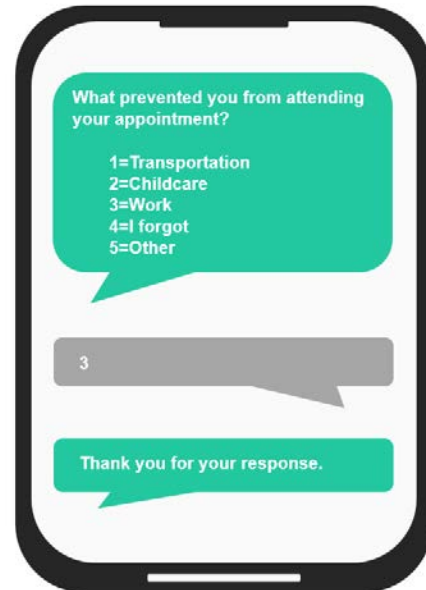 What prevented you from attending
your appointment?
1=Transportation
2=Childcare
3=Work
4=I forgot
5=Other
3
Thank you for your response.